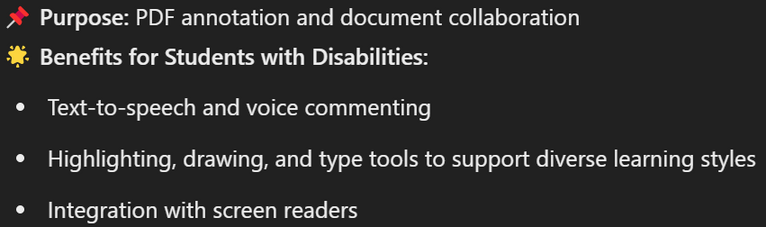 📌 Purpose: PDF annotation and document collaboration
🌟 Benefits for Students with Disabilities:
• Text-to-speech and voice commenting
• Highlighting, drawing, and type tools to support diverse learning styles
• Integration with screen readers